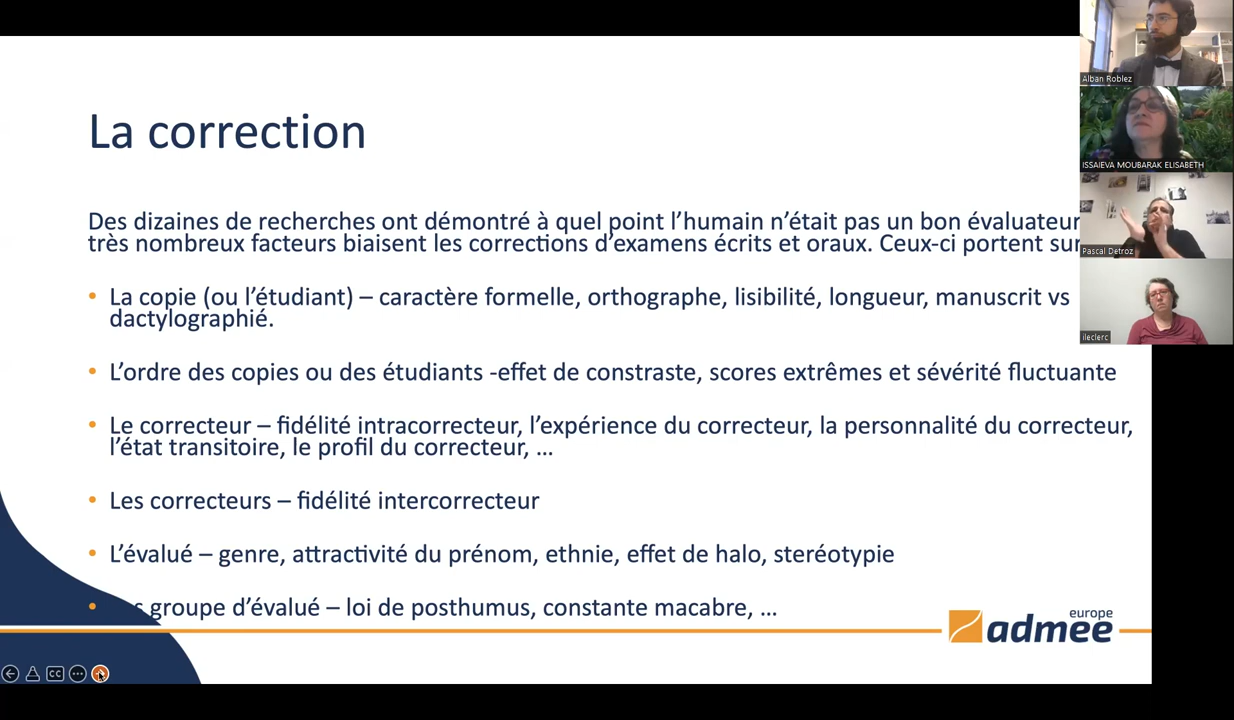 La correction
Des dizaines de recherches ont démontré à quel point l’humain n’était pas un bon évaluateur
très nombreux facteurs biaisent les corrections d’examens écrits et oraux. Ceux-ci portent sur
• La copie (ou l’étudiant) – caractère formelle, orthographe, lisibilité, longueur, manuscrit vs
dactylographié.
• L’ordre des copies ou des étudiants -effet de constraste, scores extrêmes et sévérité fluctuante
• Le correcteur – fidélité intracorrecteur, l’expérience du correcteur, la personnalité du correcteur,
l’état transitoire, le profil du correcteur, …
• Les correcteurs – fidélité intercorrecteur
• L’évalué – genre, attractivité du prénom, ethnie, effet de halo, steréotypie
• groupe d’évalué – loi de posthumus, constante macabre, …
europe
admee
CC
Alban Roblez
ISSAIEVA MOUBARAK ELISABETH
Pascal Detroz
ileclerc